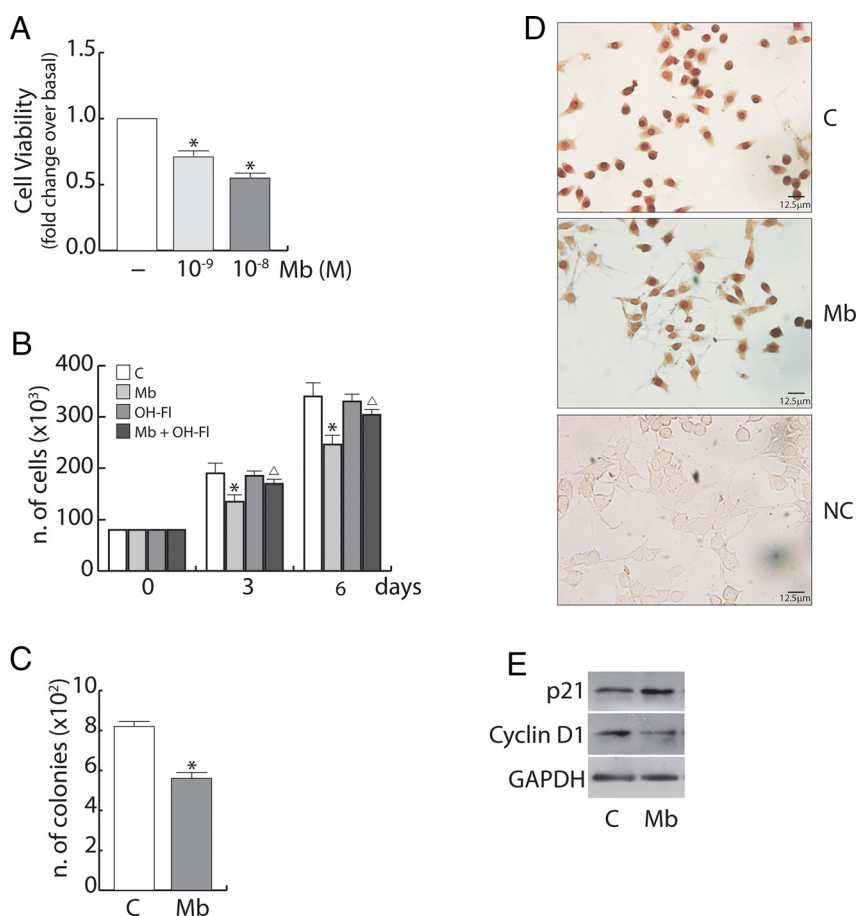 A
Cell Viability
(fold change over basal)
1.5
1.0
0.5
0.0
*
*
– 10⁻⁹ 10⁻⁸ Mb (M)
B
n. of cells (x10³)
400
300
200
100
0
C
Mb
OH-Fl
Mb + OH-Fl
* △
* △
0 3 6 days
C
n. of colonies (x10²)
8
6
4
2
0
*
C Mb
D
C
12.5µm
Mb
12.5µm
NC
12.5µm
E
p21
Cyclin D1
GAPDH
C Mb